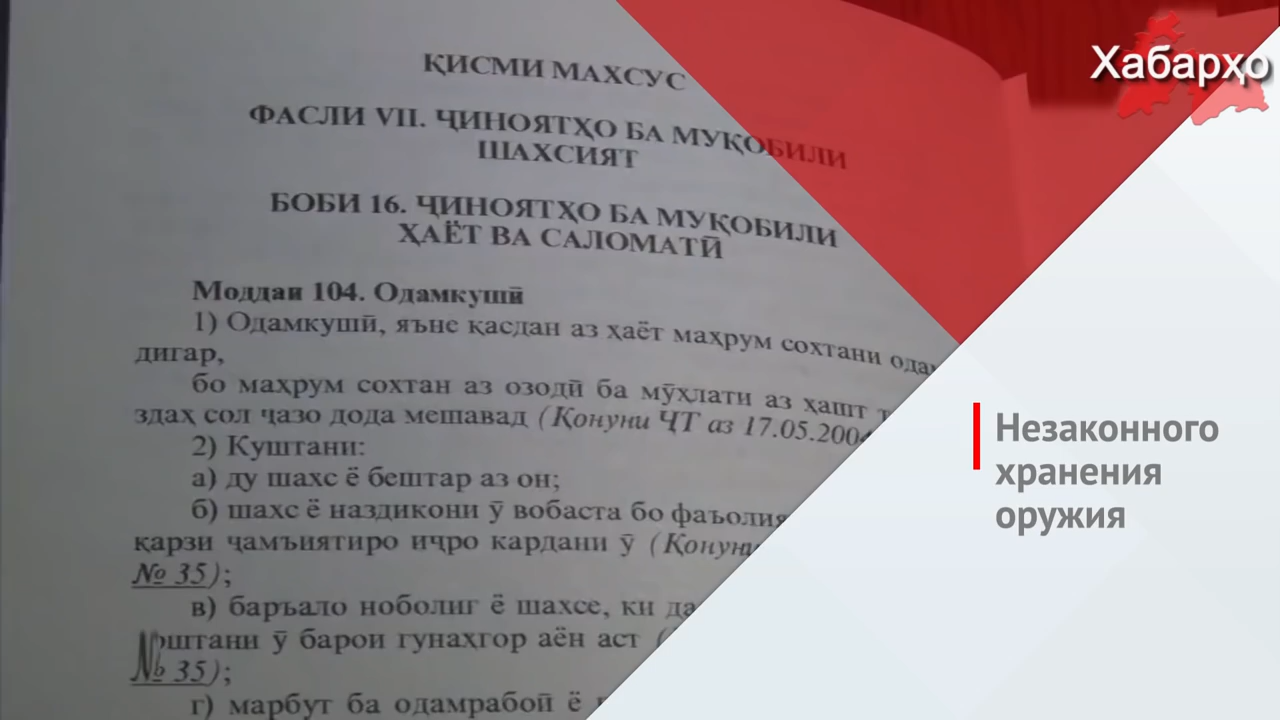 ҚИСМИ МАХСУС
ФАСЛИ VII. ҶИНОЯТҲО БА МУҚОБИЛИ
ШАХСИЯТ
БОБИ 16. ҶИНОЯТҲО БА МУҚОБИЛИ
ҲАЁТ ВА САЛОМАТӢ
Моддаи 104. Одамкушӣ
1) Одамкушӣ, яъне қасдан аз ҳаёт маҳрум сохтани
дигар,
бо маҳрум сохтан аз озодӣ ба мӯҳлати аз ҳашт
здаҳ сол ҷазо дода мешавад (Қонуни ҶТ аз 17.05.2004
2) Куштани:
а) ду шахс ё бештар аз он;
б) шахс ё наздикони ӯ вобаста бо
қарзи ҷамъиятиро иҷро кардани ӯ (Қонуни
№ 35);
в) баръало ноболиг ё шахсе, ки
ӯ барои гунаҳгор аён аст
№ 35);
г) марбут ба одамрабоӣ ё
Хабарҳо
Незаконного
хранения
оружия